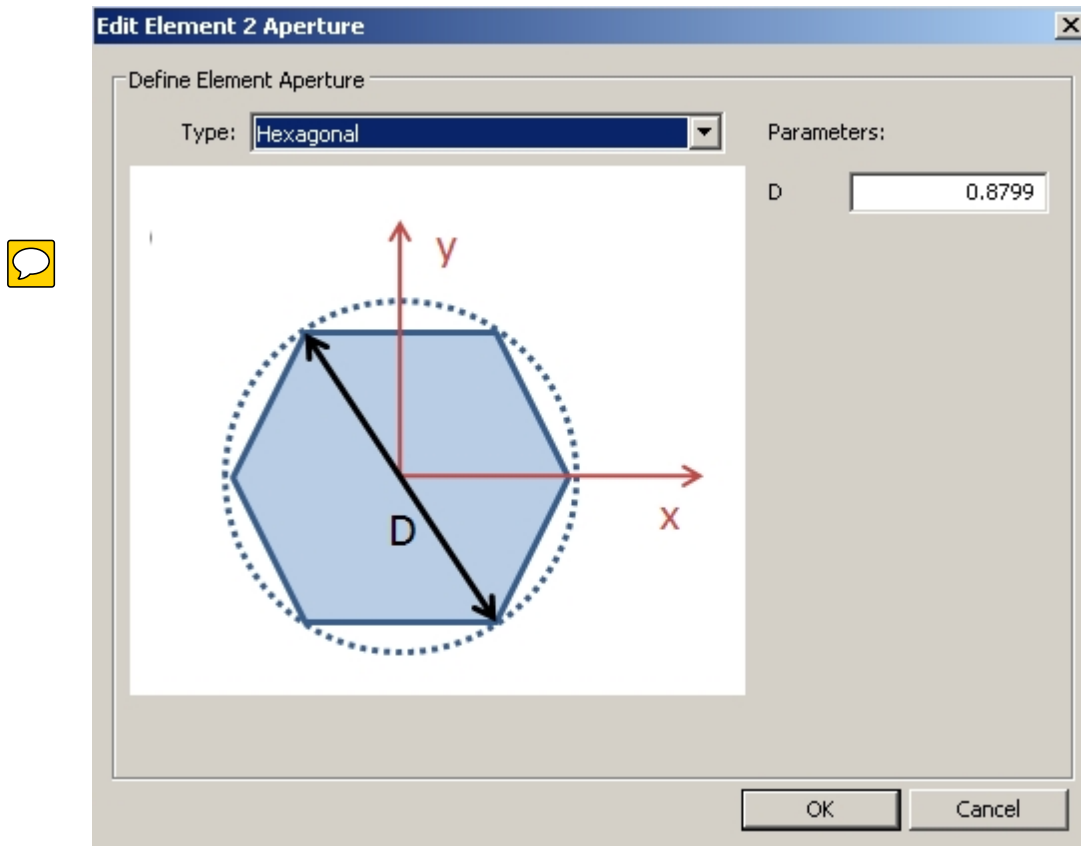 Edit Element 2 Aperture
Define Element Aperture
Type: Hexagonal
Parameters:
D 0.8799
y
x
D
OK Cancel